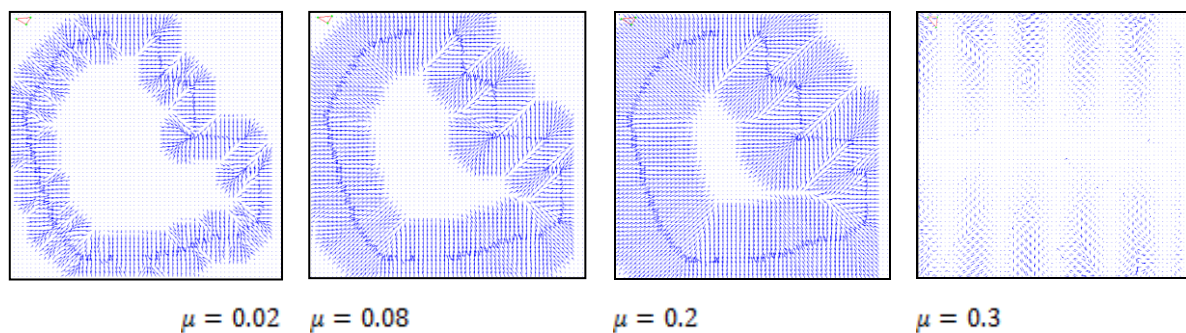 μ = 0.02 μ = 0.08 μ = 0.2 μ = 0.3